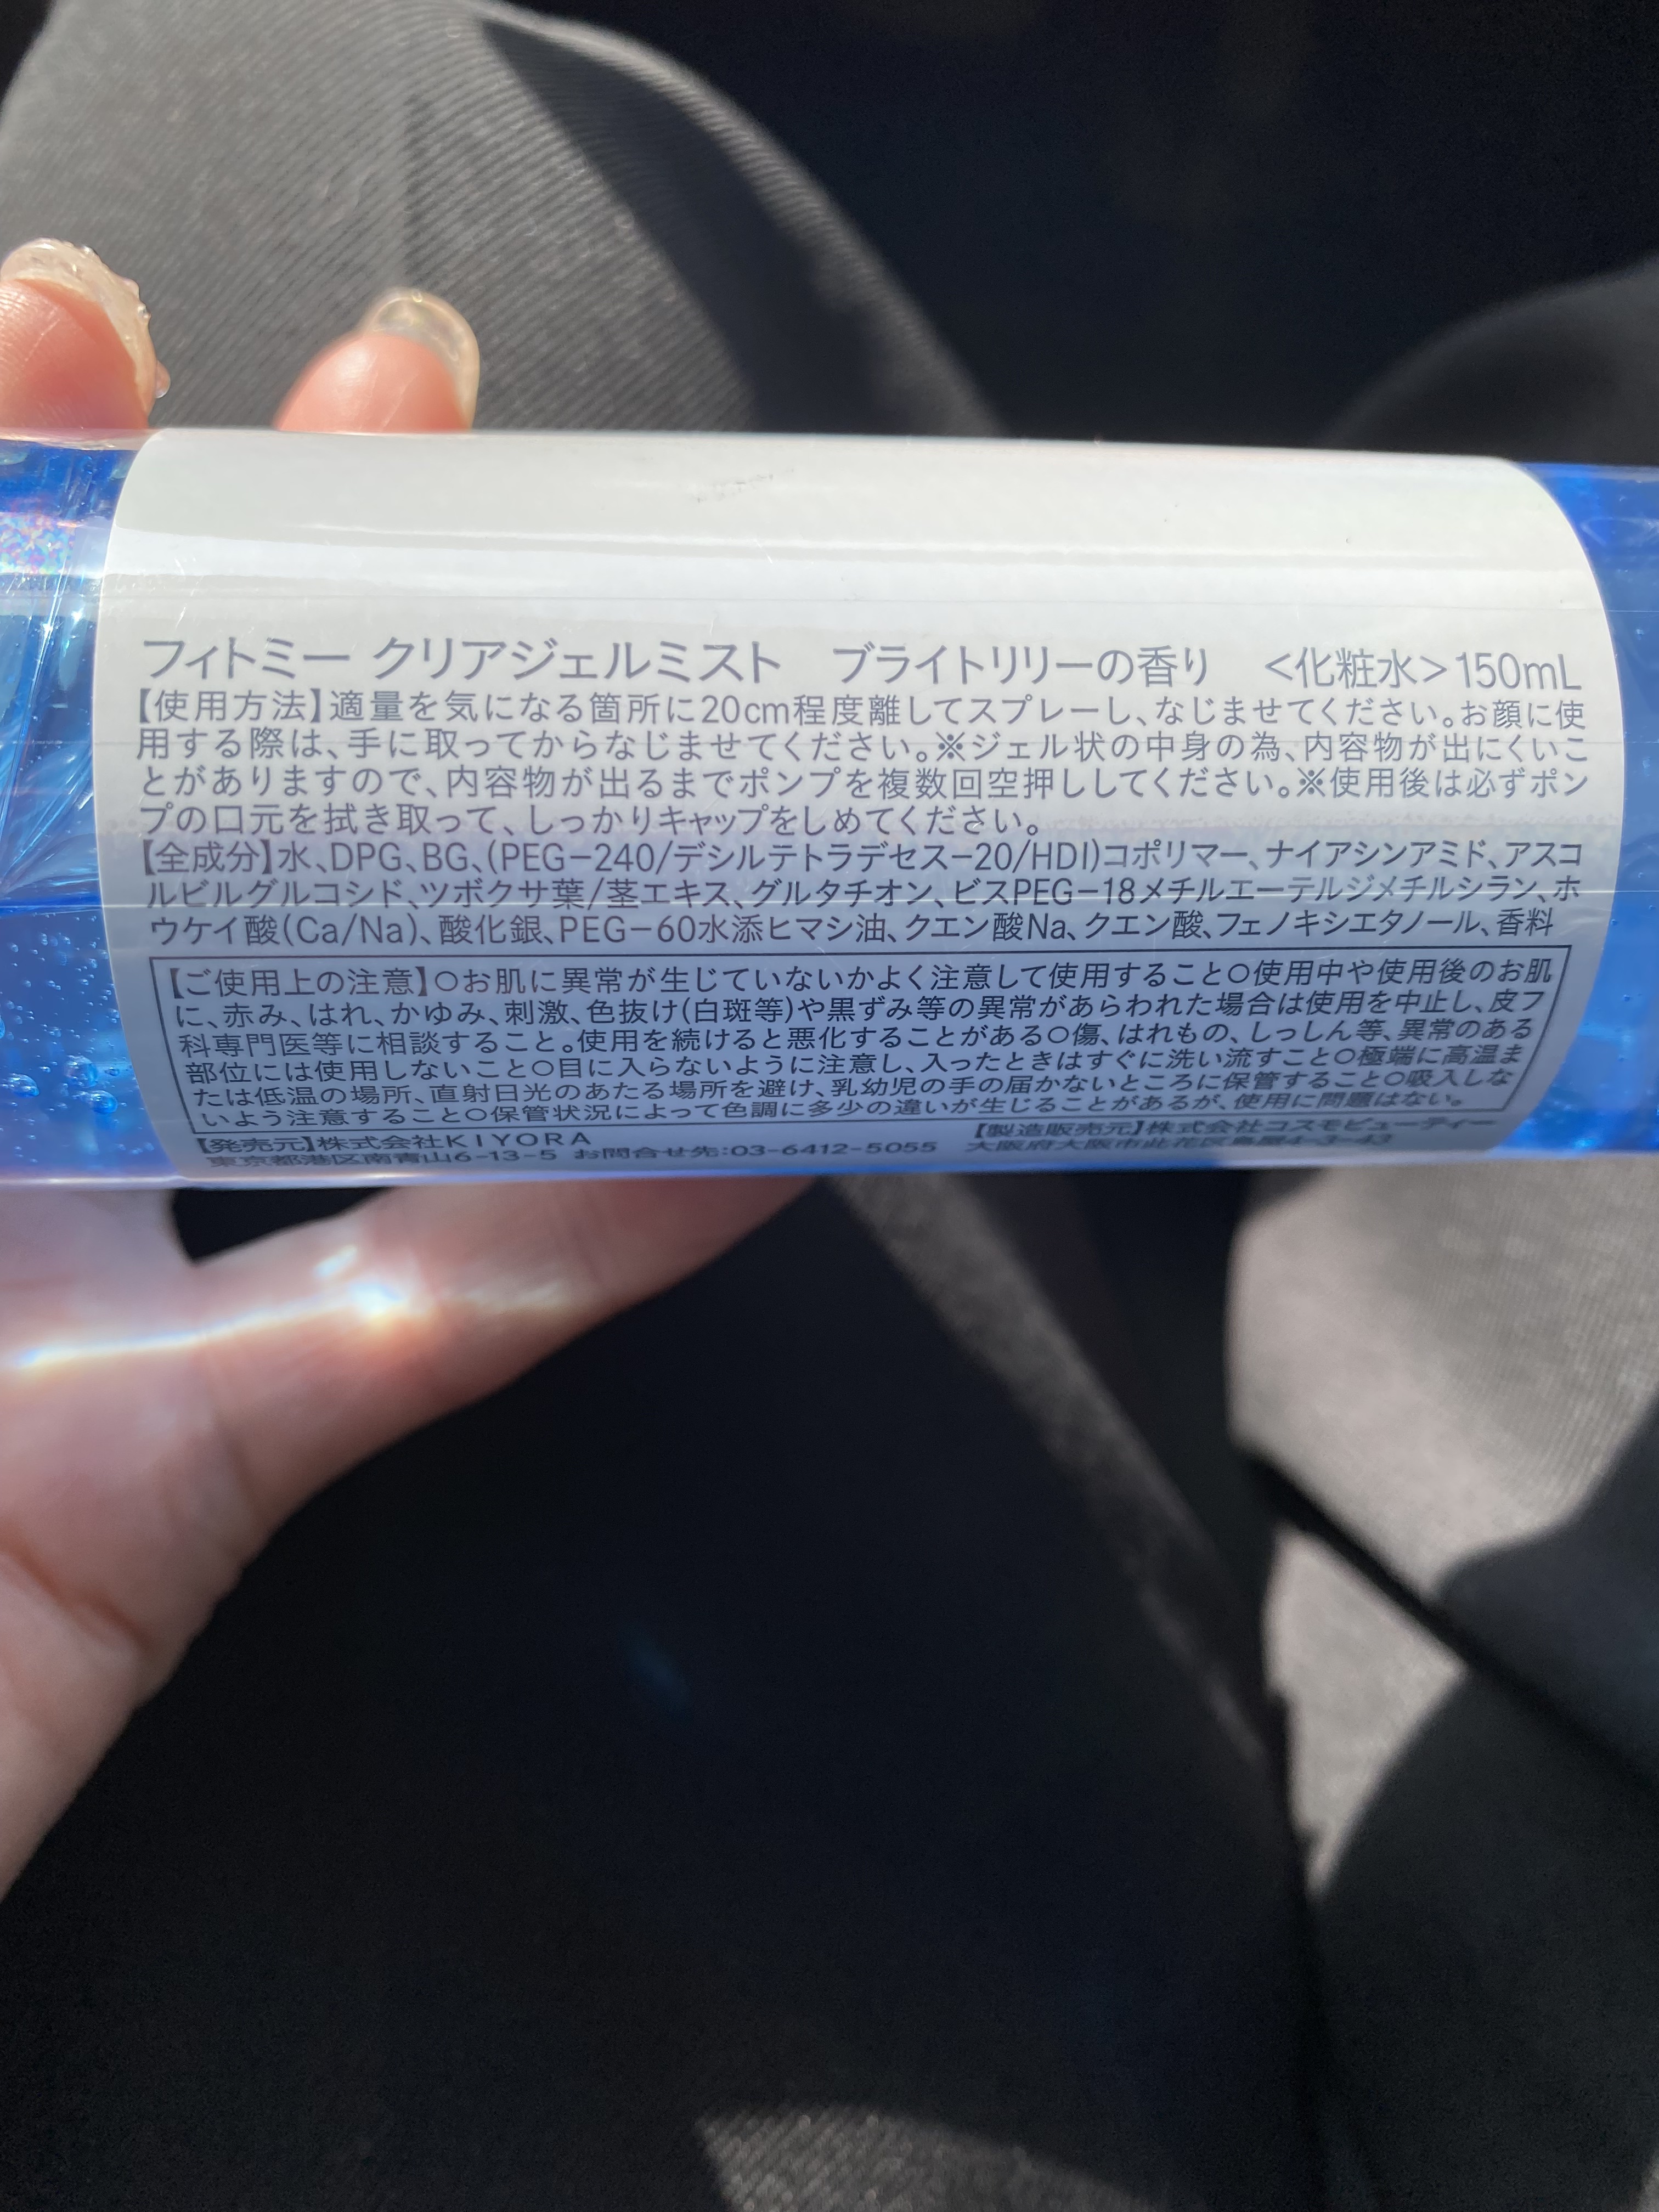 フィトミー クリアジェルミスト　ブライトリリーの香り　<化粧水>150mL
【使用方法】適量を気になる箇所に20cm程度離してスプレーし、なじませてください。お顔に使
用する際は、手に取ってからなじませてください。※ジェル状の中身の為、内容物が出にくいこ
とがありますので、内容物が出るまでポンプを複数回空押ししてください。※使用後は必ずポン
プの口元を拭き取って、しっかりキャップをしめてください。
【全成分】水、DPG、BG、(PEG−240/デシルテトラデセス−20/HDI)コポリマー、ナイアシンアミド、アスコ
ルビルグルコシド、ツボクサ葉/茎エキス、グルタチオン、ビスPEG−18メチルエーテルジメチルシラン、ホ
ウケイ酸(Ca/Na)、酸化銀、PEG−60水添ヒマシ油、クエン酸Na、クエン酸、フェノキシエタノール、香料
【ご使用上の注意】○お肌に異常が生じていないかよく注意して使用すること○使用中や使用後のお肌
に、赤み、はれ、かゆみ、刺激、色抜け(白斑等)や黒ずみ等の異常があらわれた場合は使用を中止し、皮フ
科専門医等に相談すること。使用を続けると悪化することがある○傷、はれもの、しっしん等、異常のある
部位には使用しないこと○目に入らないように注意し、入ったときはすぐに洗い流すこと○極端に高温ま
たは低温の場所、直射日光のあたる場所を避け、乳幼児の手の届かないところに保管すること○吸入しな
いよう注意すること○保管状況によって色調に多少の違いが生じることがあるが、使用に問題はない。
【発売元】株式会社KIYORA
東京都港区南青山6-13-5 お問合せ先:03-6412-5055
【製造販売元】株式会社コスモビューティー
大阪府大阪市此花区島屋4-3-43